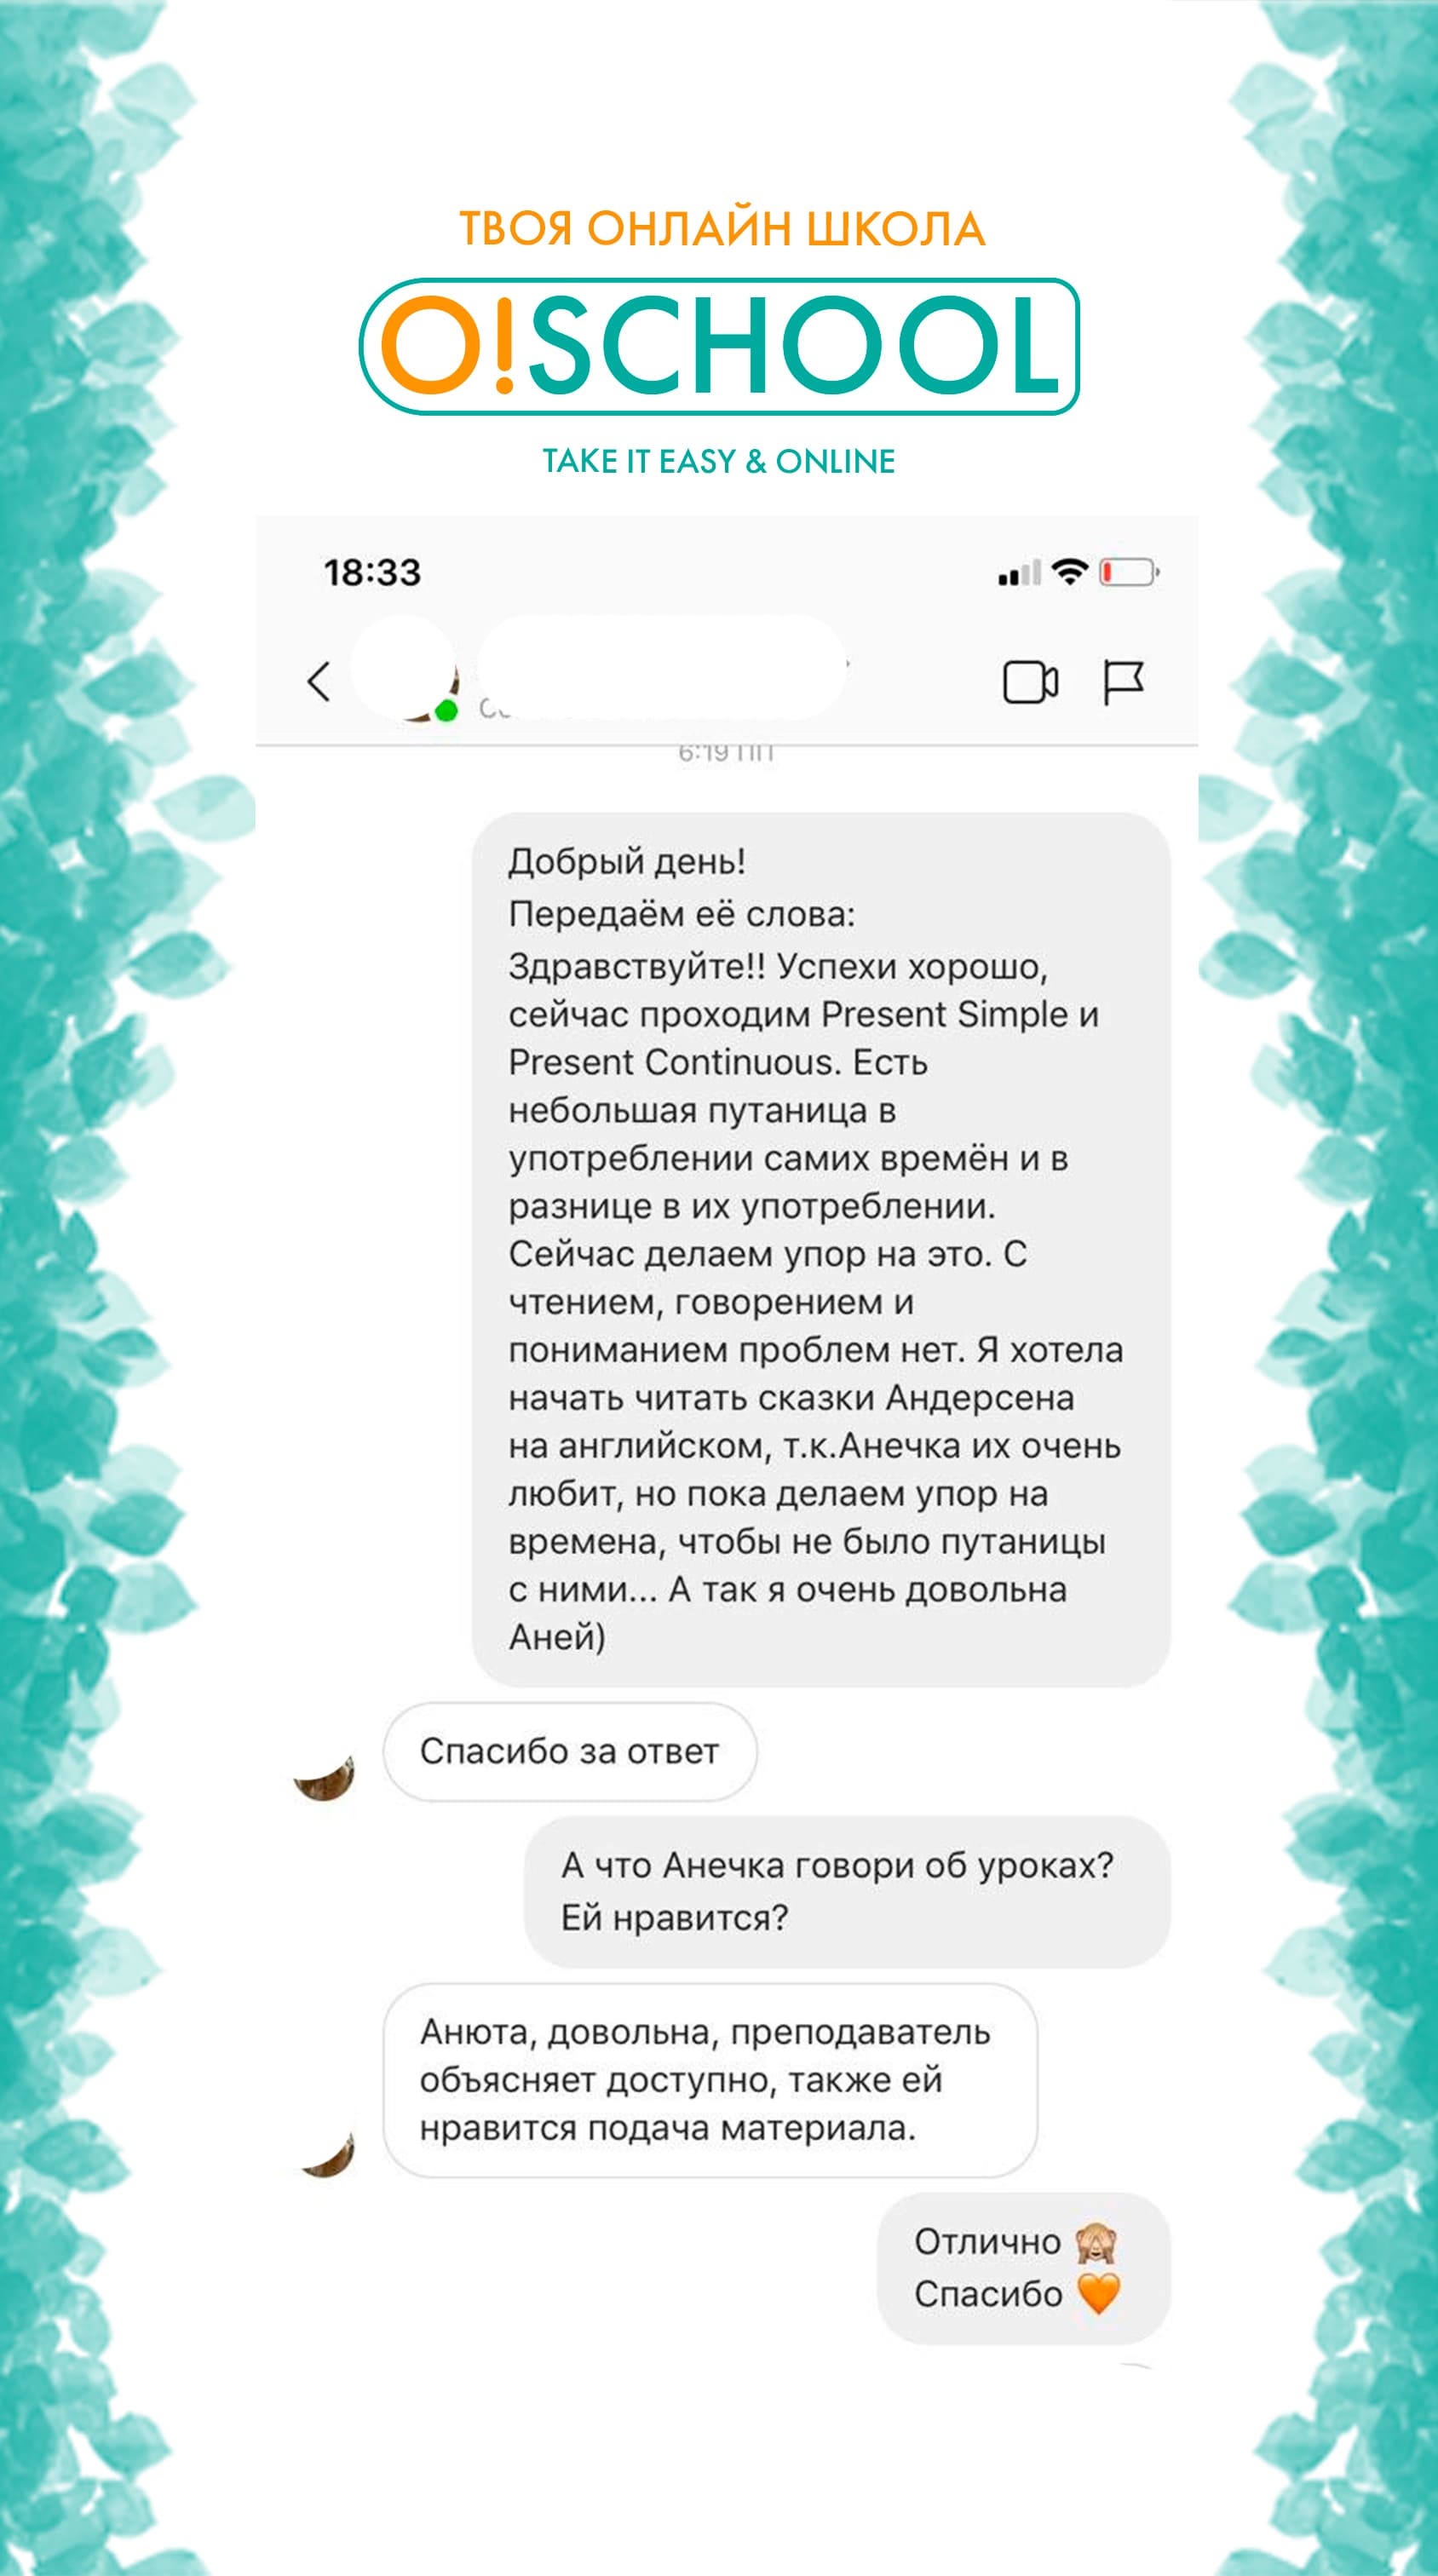 ТВОЯ ОНЛАЙН ШКОЛА
O!SCHOOL
TAKE IT EASY & ONLINE
18:33
6:19 ПП
Добрый день!
Передаём её слова:
Здравствуйте!! Успехи хорошо,
сейчас проходим Present Simple и
Present Continuous. Есть
небольшая путаница в
употреблении самих времён и в
разнице в их употреблении.
Сейчас делаем упор на это. С
чтением, говорением и
пониманием проблем нет. Я хотела
начать читать сказки Андерсена
на английском, т.к.Анечка их очень
любит, но пока делаем упор на
времена, чтобы не было путаницы
с ними... А так я очень довольна
Аней)
Спасибо за ответ
А что Анечка говори об уроках?
Ей нравится?
Анюта, довольна, преподаватель
объясняет доступно, также ей
нравится подача материала.
Отлично 🙈
Спасибо 🧡